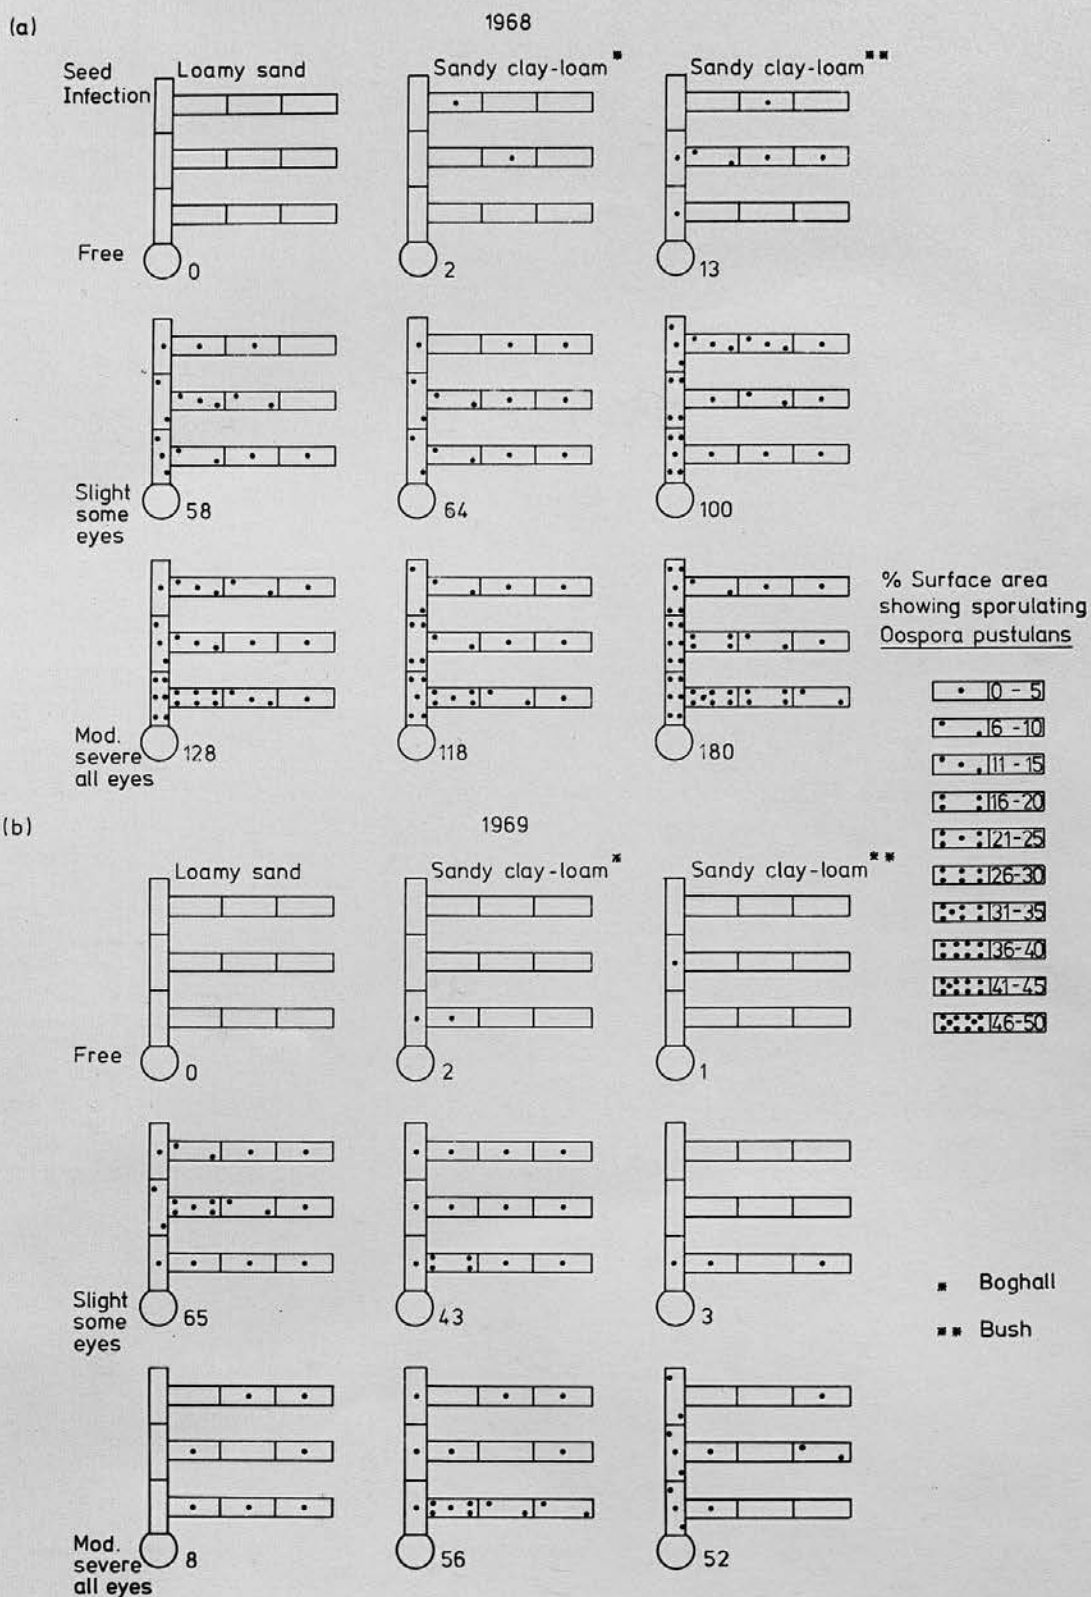 (a)
1968
Seed
Infection
Loamy sand
Sandy clay-loam*
Sandy clay-loam**
Free
0
2
13
Slight
some
eyes
58
64
100
Mod.
severe
all eyes
128
118
180
% Surface area
showing sporulating
Oospora pustulans
0 - 5
6 - 10
11 - 15
16 - 20
21 - 25
26 - 30
31 - 35
36 - 40
41 - 45
46 - 50
(b)
1969
Loamy sand
Sandy clay-loam*
Sandy clay-loam**
Free
0
2
1
Slight
some
eyes
65
43
3
* Boghall
** Bush
Mod.
severe
all eyes
8
56
52